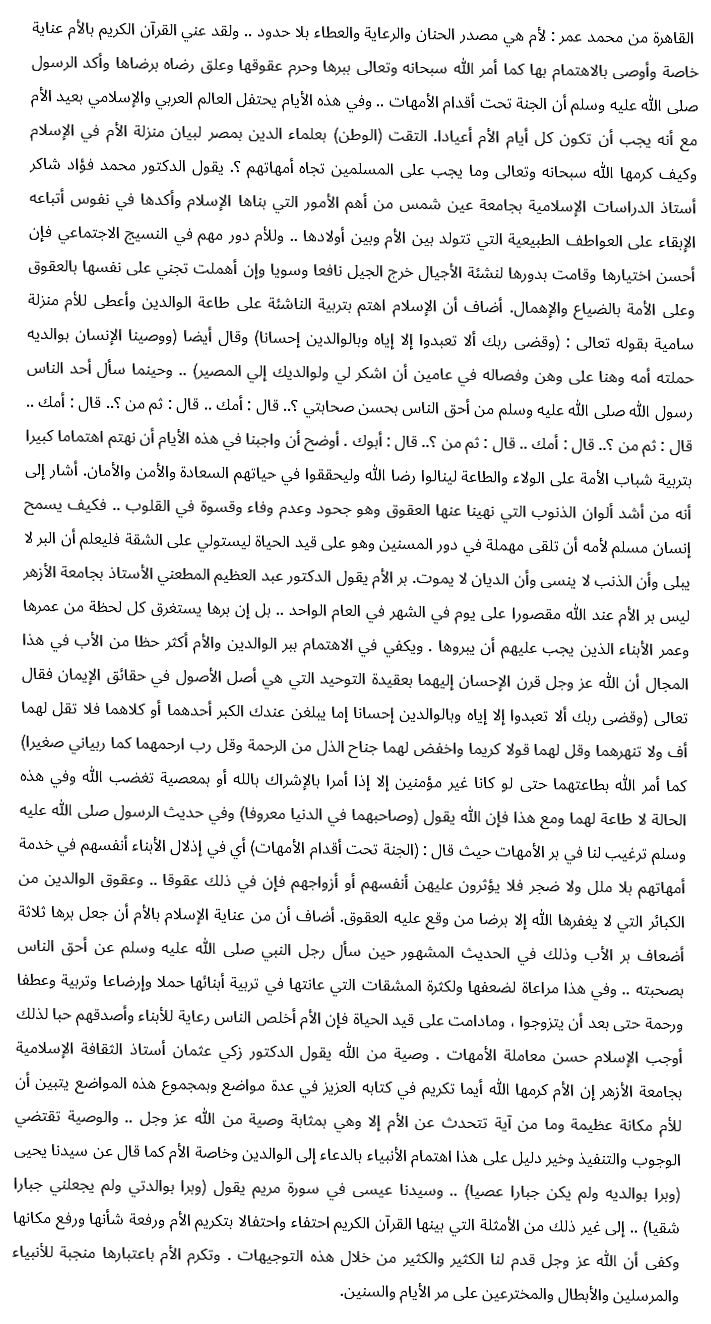 القاهرة من محمد عمر : لأم هي مصدر الحنان والرعاية والعطاء بلا حدود .. ولقد عني القرآن الكريم بالأم عناية
خاصة وأوصى بالاهتمام بها كما أمر الله سبحانه وتعالى ببرها وحرم عقوقها وعلق رضاه برضاها وأكد الرسول
صلى الله عليه وسلم أن الجنة تحت أقدام الأمهات .. وفي هذه الأيام يحتفل العالم العربي والإسلامي بعيد الأم
مع أنه يجب أن تكون كل أيام الأم أعيادا. التقت (الوطن) بعلماء الدين بمصر لبيان منزلة الأم في الإسلام
وكيف كرمها الله سبحانه وتعالى وما يجب على المسلمين تجاه أمهاتهم ؟. يقول الدكتور محمد فؤاد شاكر
أستاذ الدراسات الإسلامية بجامعة عين شمس من أهم الأمور التي بناها الإسلام وأكدها في نفوس أتباعه
الإبقاء على العواطف الطبيعية التي تتولد بين الأم وبين أولادها .. وللأم دور مهم في النسيج الاجتماعي فإن
أحسن اختيارها وقامت بدورها لنشئة الأجيال خرج الجيل نافعا وسويا وإن أهملت تجني على نفسها بالعقوق
وعلى الأمة بالضياع والإهمال. أضاف أن الإسلام اهتم بتربية الناشئة على طاعة الوالدين وأعطى للأم منزلة
سامية بقوله تعالى : (وقضى ربك ألا تعبدوا إلا إياه وبالوالدين إحسانا) وقال أيضا (ووصينا الإنسان بوالديه
حملته أمه وهنا على وهن وفصاله في عامين أن اشكر لي ولوالديك إلي المصير) .. وحينما سأل أحد الناس
رسول الله صلى الله عليه وسلم من أحق الناس بحسن صحابتي ؟.. قال : أمك .. قال : ثم من ؟.. قال : أمك ..
قال : ثم من ؟.. قال : أمك .. قال : ثم من ؟.. قال : أبوك . أوضح أن واجبنا في هذه الأيام أن نهتم اهتماما كبيرا
بتربية شباب الأمة على الولاء والطاعة لينالوا رضا الله وليحققوا في حياتهم السعادة والأمن والأمان. أشار إلى
أنه من أشد ألوان الذنوب التي نهينا عنها العقوق وهو جحود وعدم وفاء وقسوة في القلوب .. فكيف يسمح
إنسان مسلم لأمه أن تلقى مهملة في دور المسنين وهو على قيد الحياة ليستولي على الشقة فليعلم أن البر لا
يبلى وأن الذنب لا ينسى وأن الديان لا يموت. بر الأم يقول الدكتور عبد العظيم المطعني الأستاذ بجامعة الأزهر
ليس بر الأم عند الله مقصورا على يوم في الشهر في العام الواحد .. بل إن برها يستغرق كل لحظة من عمرها
وعمر الأبناء الذين يجب عليهم أن يبروها . ويكفي في الاهتمام ببر الوالدين والأم أكثر حظا من الأب في هذا
المجال أن الله عز وجل قرن الإحسان إليهما بعقيدة التوحيد التي هي أصل الأصول في حقائق الإيمان فقال
تعالى (وقضى ربك ألا تعبدوا إلا إياه وبالوالدين إحسانا إما يبلغن عندك الكبر أحدهما أو كلاهما فلا تقل لهما
أف ولا تنهرهما وقل لهما قولا كريما واخفض لهما جناح الذل من الرحمة وقل رب ارحمهما كما ربياني صغيرا)
كما أمر الله بطاعتهما حتى لو كانا غير مؤمنين إلا إذا أمرا بالإشراك بالله أو بمعصية تغضب الله وفي هذه
الحالة لا طاعة لهما ومع هذا فإن الله يقول (وصاحبهما في الدنيا معروفا) وفي حديث الرسول صلى الله عليه
وسلم ترغيب لنا في بر الأمهات حيث قال : (الجنة تحت أقدام الأمهات) أي في إذلال الأبناء أنفسهم في خدمة
أمهاتهم بلا ملل ولا ضجر فلا يؤثرون عليهن أنفسهم أو أزواجهم فإن في ذلك عقوقا .. وعقوق الوالدين من
الكبائر التي لا يغفرها الله إلا برضا من وقع عليه العقوق. أضاف أن من عناية الإسلام بالأم أن جعل برها ثلاثة
أضعاف بر الأب وذلك في الحديث المشهور حين سأل رجل النبي صلى الله عليه وسلم عن أحق الناس
بصحبته .. وفي هذا مراعاة لضعفها ولكثرة المشقات التي عانتها في تربية أبنائها حملا وإرضاعا وتربية وعطفا
ورحمة حتى بعد أن يتزوجوا ، ومادامت على قيد الحياة فإن الأم أخلص الناس رعاية للأبناء وأصدقهم حبا لذلك
أوجب الإسلام حسن معاملة الأمهات . وصية من الله يقول الدكتور زكي عثمان أستاذ الثقافة الإسلامية
بجامعة الأزهر إن الأم كرمها الله أيما تكريم في كتابه العزيز في عدة مواضع وبمجموع هذه المواضع يتبين أن
للأم مكانة عظيمة وما من آية تتحدث عن الأم إلا وهي بمثابة وصية من الله عز وجل .. والوصية تقتضي
الوجوب والتنفيذ وخير دليل على هذا اهتمام الأنبياء بالدعاء إلى الوالدين وخاصة الأم كما قال عن سيدنا يحيى
(وبرا بوالديه ولم يكن جبارا عصيا) .. وسيدنا عيسى في سورة مريم يقول (وبرا بوالدتي ولم يجعلني جبارا
شقيا) .. إلى غير ذلك من الأمثلة التي بينها القرآن الكريم احتفاء واحتفالا بتكريم الأم ورفعة شأنها ورفع مكانها
وكفى أن الله عز وجل قدم لنا الكثير والكثير من خلال هذه التوجيهات . وتكرم الأم باعتبارها منجبة للأنبياء
والمرسلين والأبطال والمخترعين على مر الأيام والسنين.